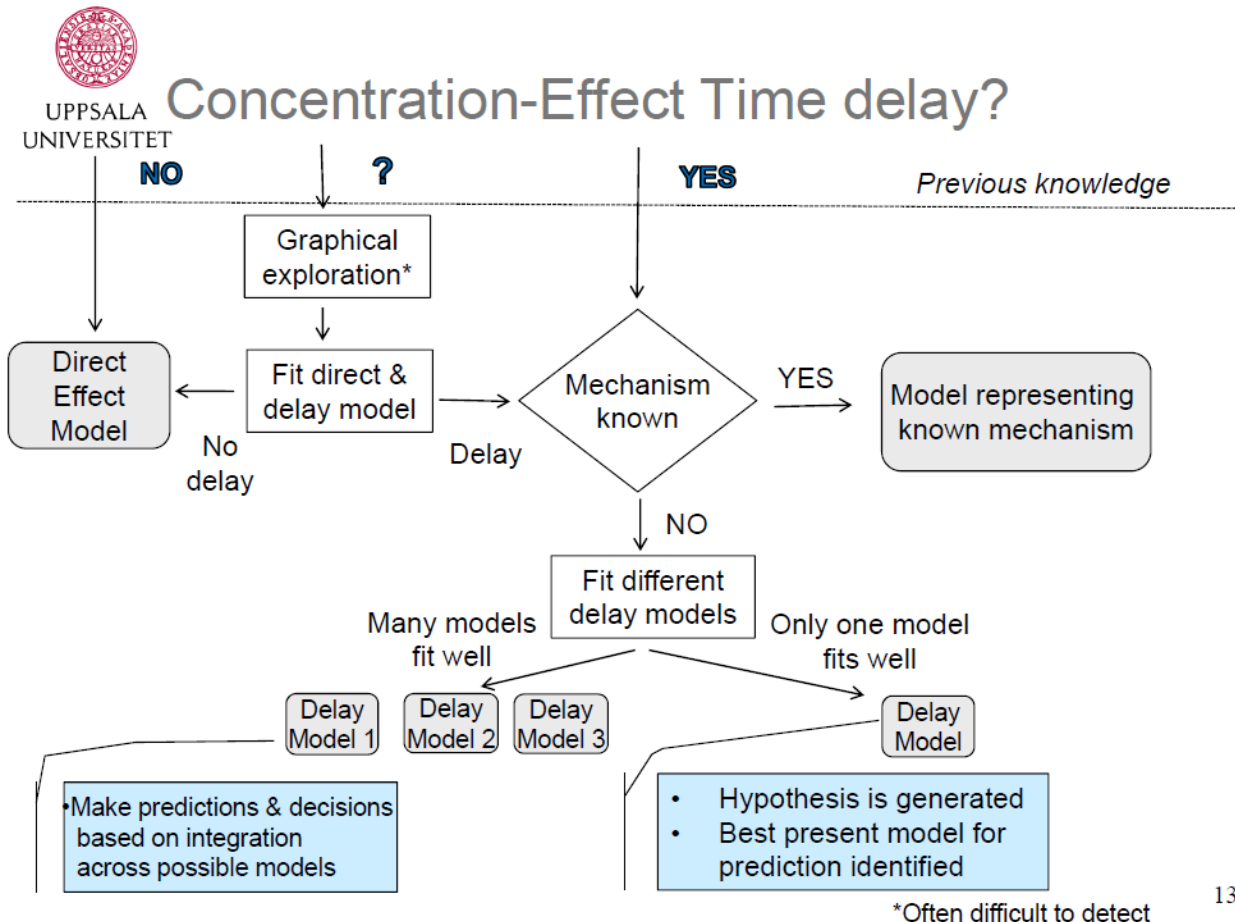 UPPSALA
UNIVERSITET
Concentration-Effect Time delay?
NO
?
YES
Previous knowledge
Graphical
exploration*
Direct
Effect
Model
Fit direct &
delay model
Mechanism
known
YES
Model representing
known mechanism
No
delay
Delay
NO
Fit different
delay models
Many models
fit well
Only one model
fits well
Delay
Model 1
Delay
Model 2
Delay
Model 3
Delay
Model
•Make predictions & decisions
based on integration
across possible models
• Hypothesis is generated
• Best present model for
prediction identified
*Often difficult to detect
13